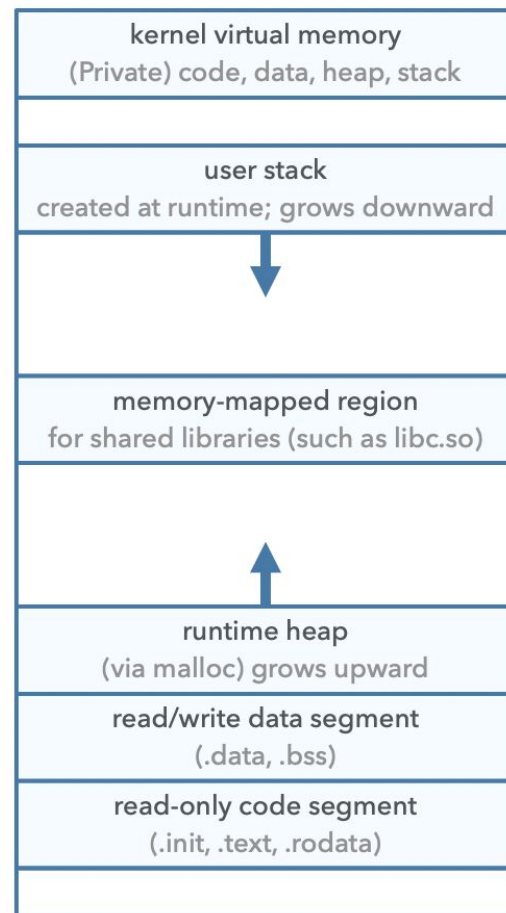 kernel virtual memory
(Private) code, data, heap, stack
user stack
created at runtime; grows downward
memory-mapped region
for shared libraries (such as libc.so)
runtime heap
(via malloc) grows upward
read/write data segment
(.data, .bss)
read-only code segment
(.init, .text, .rodata)